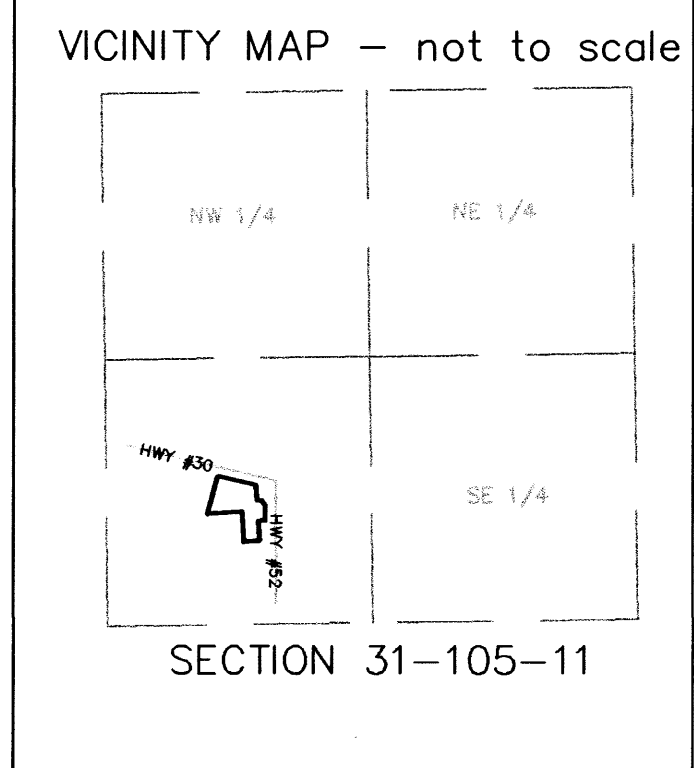 VICINITY MAP - not to scale
NW 1/4
NE 1/4
HWY #30
HWY #52
SE 1/4
SECTION 31-105-11